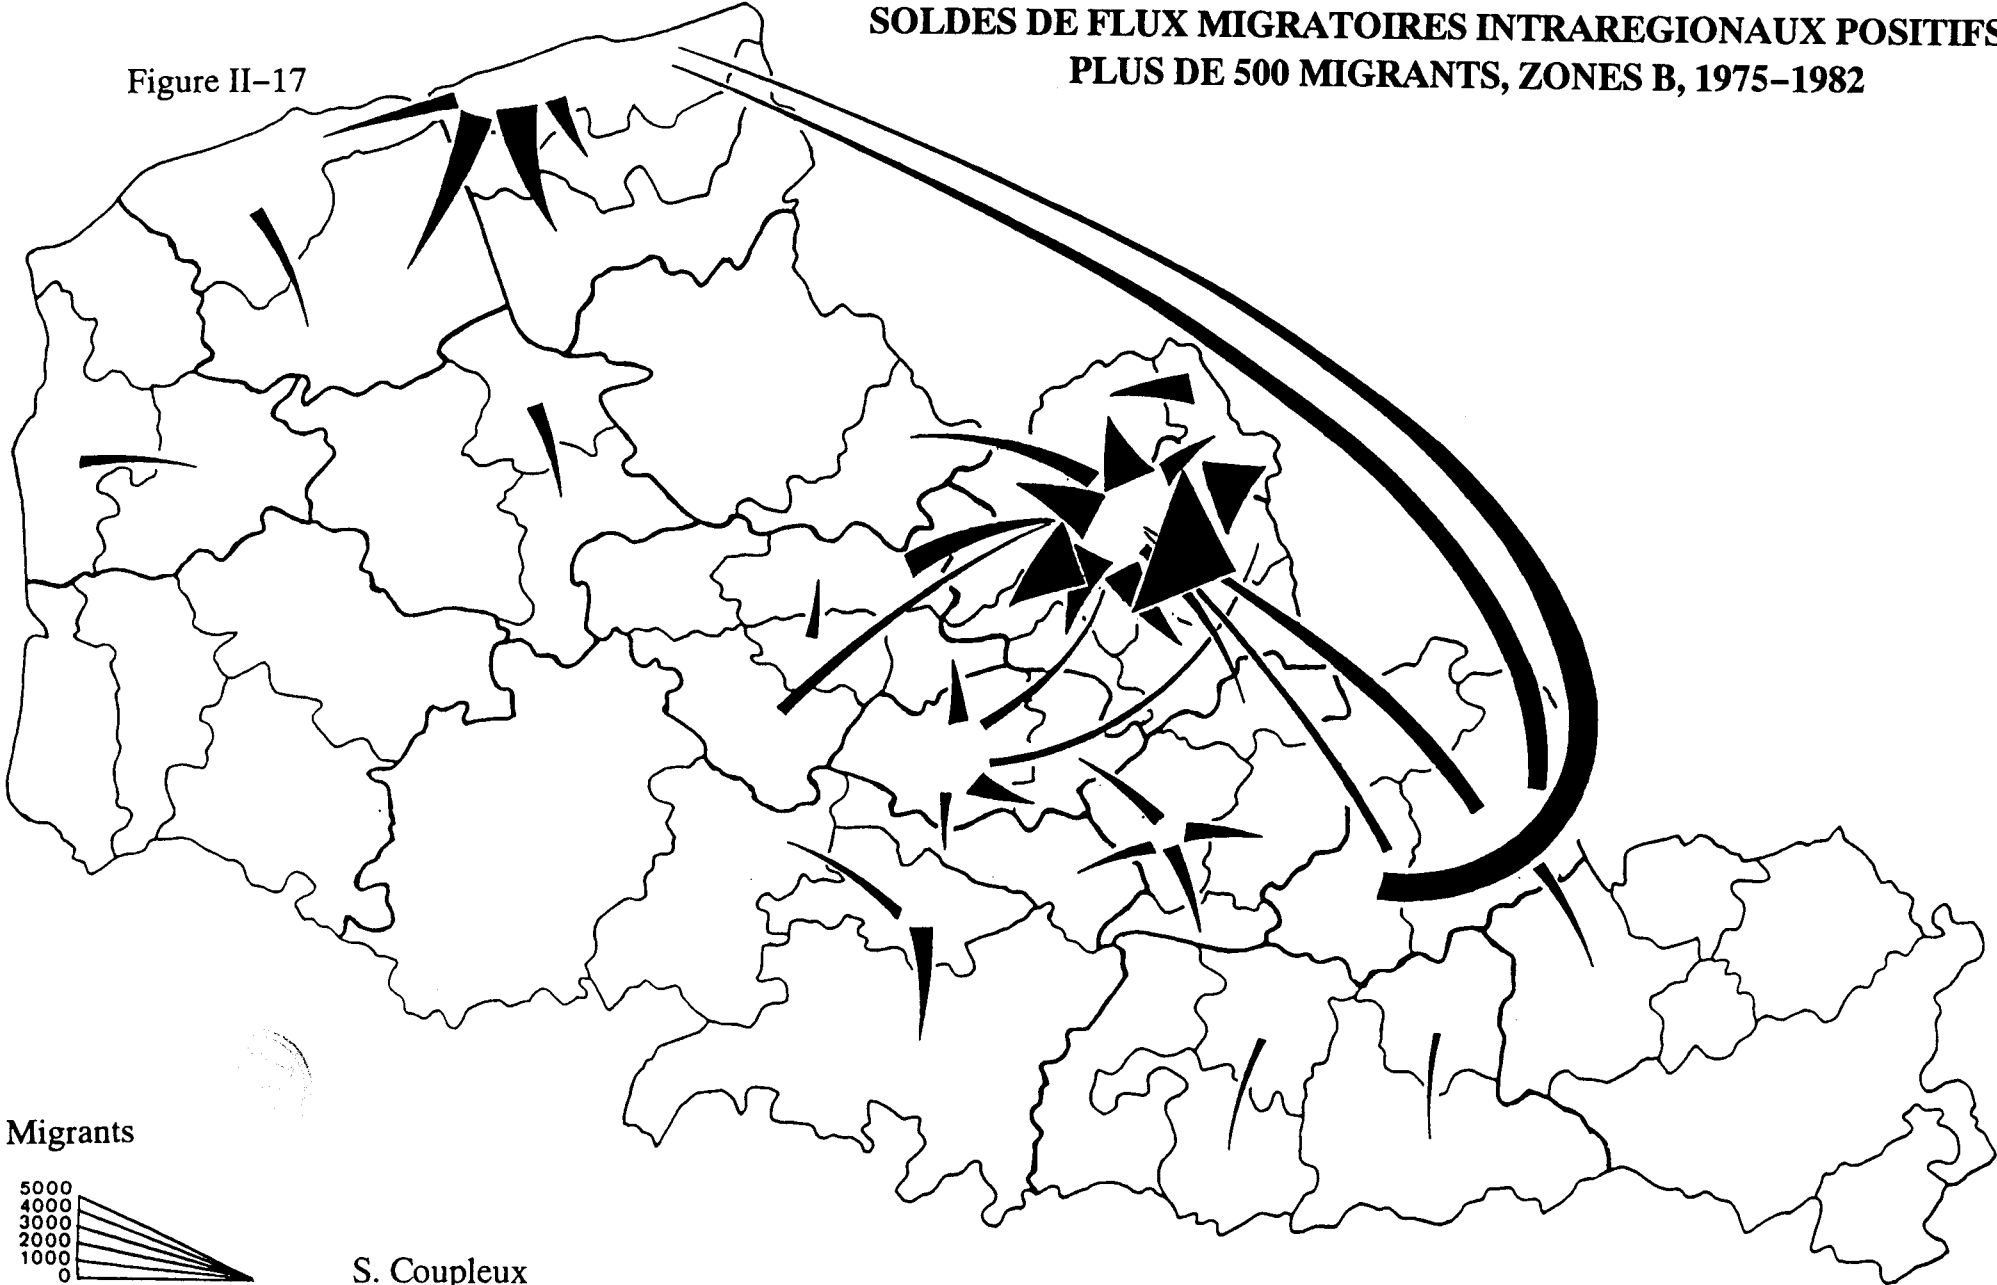 SOLDES DE FLUX MIGRATOIRES INTRAREGIONAUX POSITIFS
PLUS DE 500 MIGRANTS, ZONES B, 1975–1982
Figure II–17
Migrants
5000
4000
3000
2000
1000
0
S. Coupleux